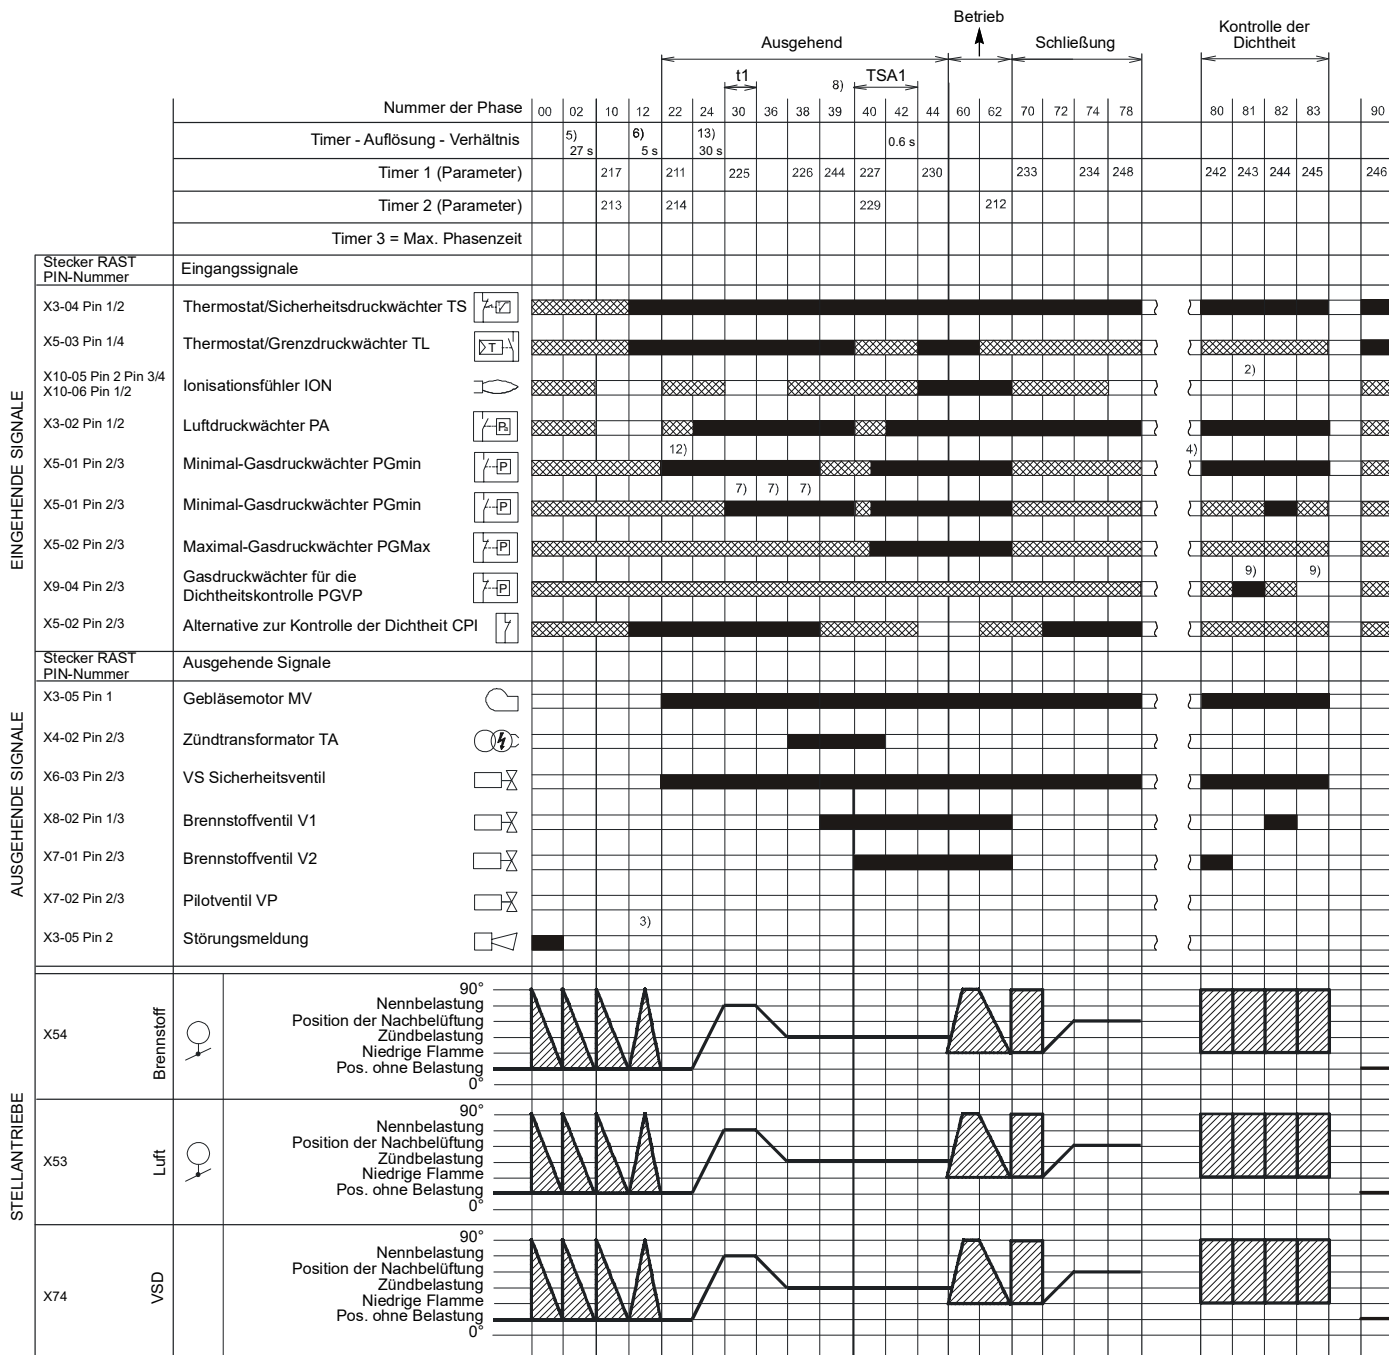 Betrieb
Ausgehend
Schließung
Kontrolle der
Dichtheit
t1
8)
TSA1
Nummer der Phase 00 02 10 12 22 24 30 36 38 39 40 42 44 60 62 70 72 74 78 80 81 82 83 90
Timer - Auflösung - Verhältnis 5) 27 s 6) 5 s 13) 30 s 0.6 s
Timer 1 (Parameter) 217 211 225 226 244 227 230 233 234 248 242 243 244 245 246
Timer 2 (Parameter) 213 214 229 212
Timer 3 = Max. Phasenzeit
Stecker RAST
PIN-Nummer
Eingangssignale
EINGEHENDE SIGNALE
X3-04 Pin 1/2 Thermostat/Sicherheitsdruckwächter TS
X5-03 Pin 1/4 Thermostat/Grenzdruckwächter TL T
2)
X10-05 Pin 2 Pin 3/4
X10-06 Pin 1/2
Ionisationsfühler ION
X3-02 Pin 1/2 Luftdruckwächter PA Pa
12) 4)
X5-01 Pin 2/3 Minimal-Gasdruckwächter PGmin P
7) 7) 7)
X5-01 Pin 2/3 Minimal-Gasdruckwächter PGmin P
X5-02 Pin 2/3 Maximal-Gasdruckwächter PGMax P
9) 9)
X9-04 Pin 2/3 Gasdruckwächter für die
Dichtheitskontrolle PGVP P
X5-02 Pin 2/3 Alternative zur Kontrolle der Dichtheit CPI
Stecker RAST
PIN-Nummer
Ausgehende Signale
AUSGEHENDE SIGNALE
X3-05 Pin 1 Gebläsemotor MV
X4-02 Pin 2/3 Zündtransformator TA
X6-03 Pin 2/3 VS Sicherheitsventil
X8-02 Pin 1/3 Brennstoffventil V1
X7-01 Pin 2/3 Brennstoffventil V2
X7-02 Pin 2/3 Pilotventil VP
3)
X3-05 Pin 2 Störungsmeldung
STELLANTRIEBE
X54
Brennstoff
90°
Nennbelastung
Position der Nachbelüftung
Zündbelastung
Niedrige Flamme
Pos. ohne Belastung
0°
X53
Luft
90°
Nennbelastung
Position der Nachbelüftung
Zündbelastung
Niedrige Flamme
Pos. ohne Belastung
0°
X74
VSD
90°
Nennbelastung
Position der Nachbelüftung
Zündbelastung
Niedrige Flamme
Pos. ohne Belastung
0°